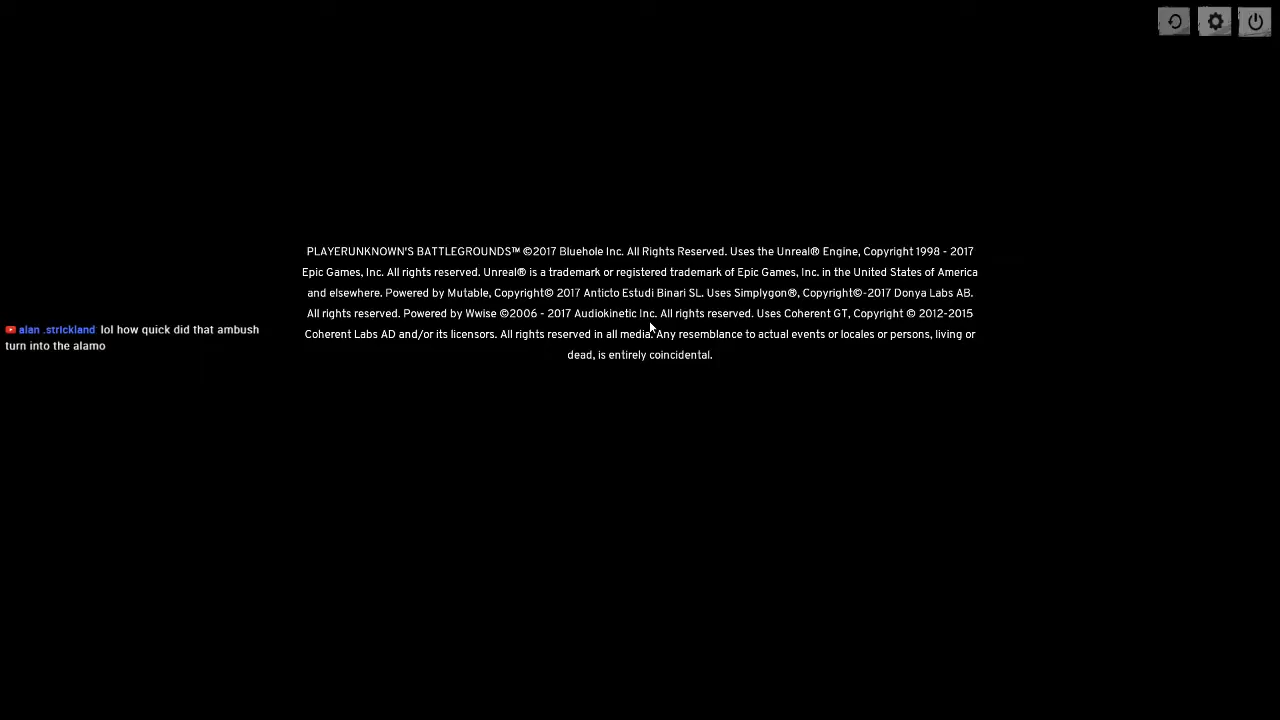 PLAYERUNKNOWN'S BATTLEGROUNDS™ ©2017 Bluehole Inc. All Rights Reserved. Uses the Unreal® Engine, Copyright 1998 - 2017
Epic Games, Inc. All rights reserved. Unreal® is a trademark or registered trademark of Epic Games, Inc. in the United States of America
and elsewhere. Powered by Mutable, Copyright© 2017 Anticto Estudi Binari SL. Uses Simplygon®, Copyright©-2017 Donya Labs AB.
All rights reserved. Powered by Wwise ©2006 - 2017 Audiokinetic Inc. All rights reserved. Uses Coherent GT, Copyright © 2012-2015
Coherent Labs AD and/or its licensors. All rights reserved in all media. Any resemblance to actual events or locales or persons, living or
dead, is entirely coincidental.
alan .strickland lol how quick did that ambush
turn into the alamo